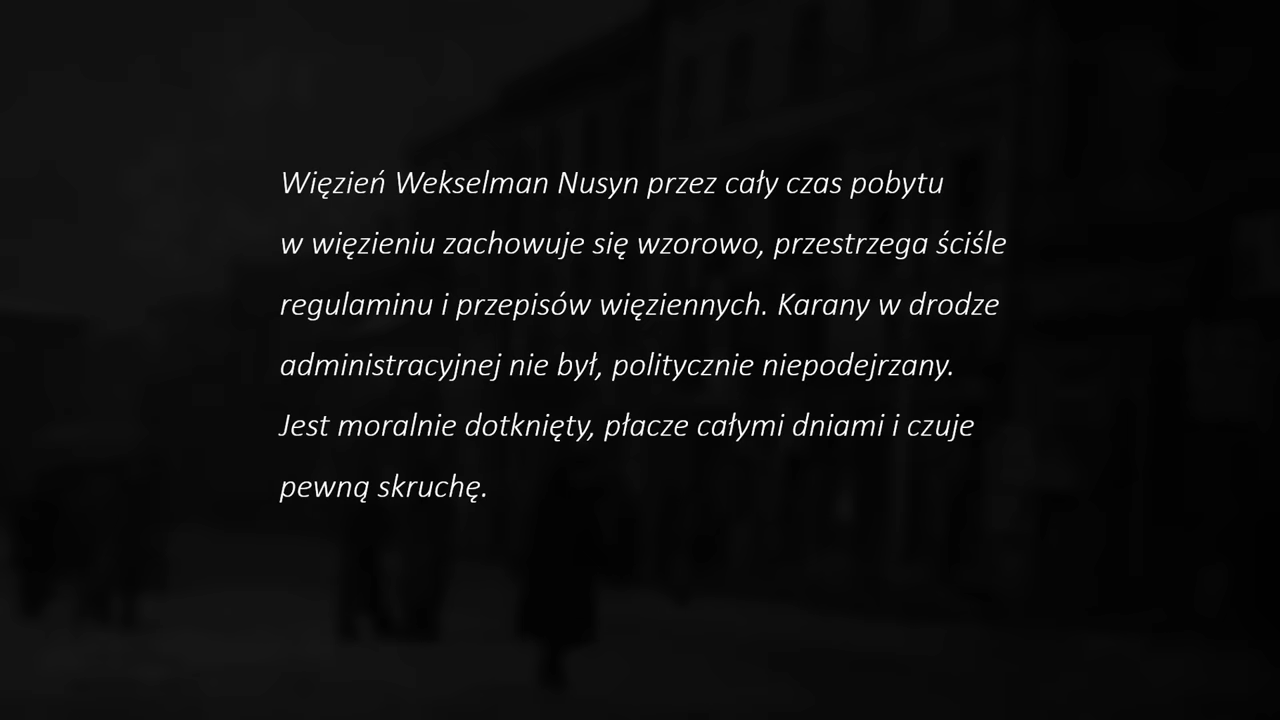 Więzień Wekselman Nusyn przez cały czas pobytu
w więzieniu zachowuje się wzorowo, przestrzega ściśle
regulaminu i przepisów więziennych. Karany w drodze
administracyjnej nie był, politycznie niepodejrzany.
Jest moralnie dotknięty, płacze całymi dniami i czuje
pewną skruchę.